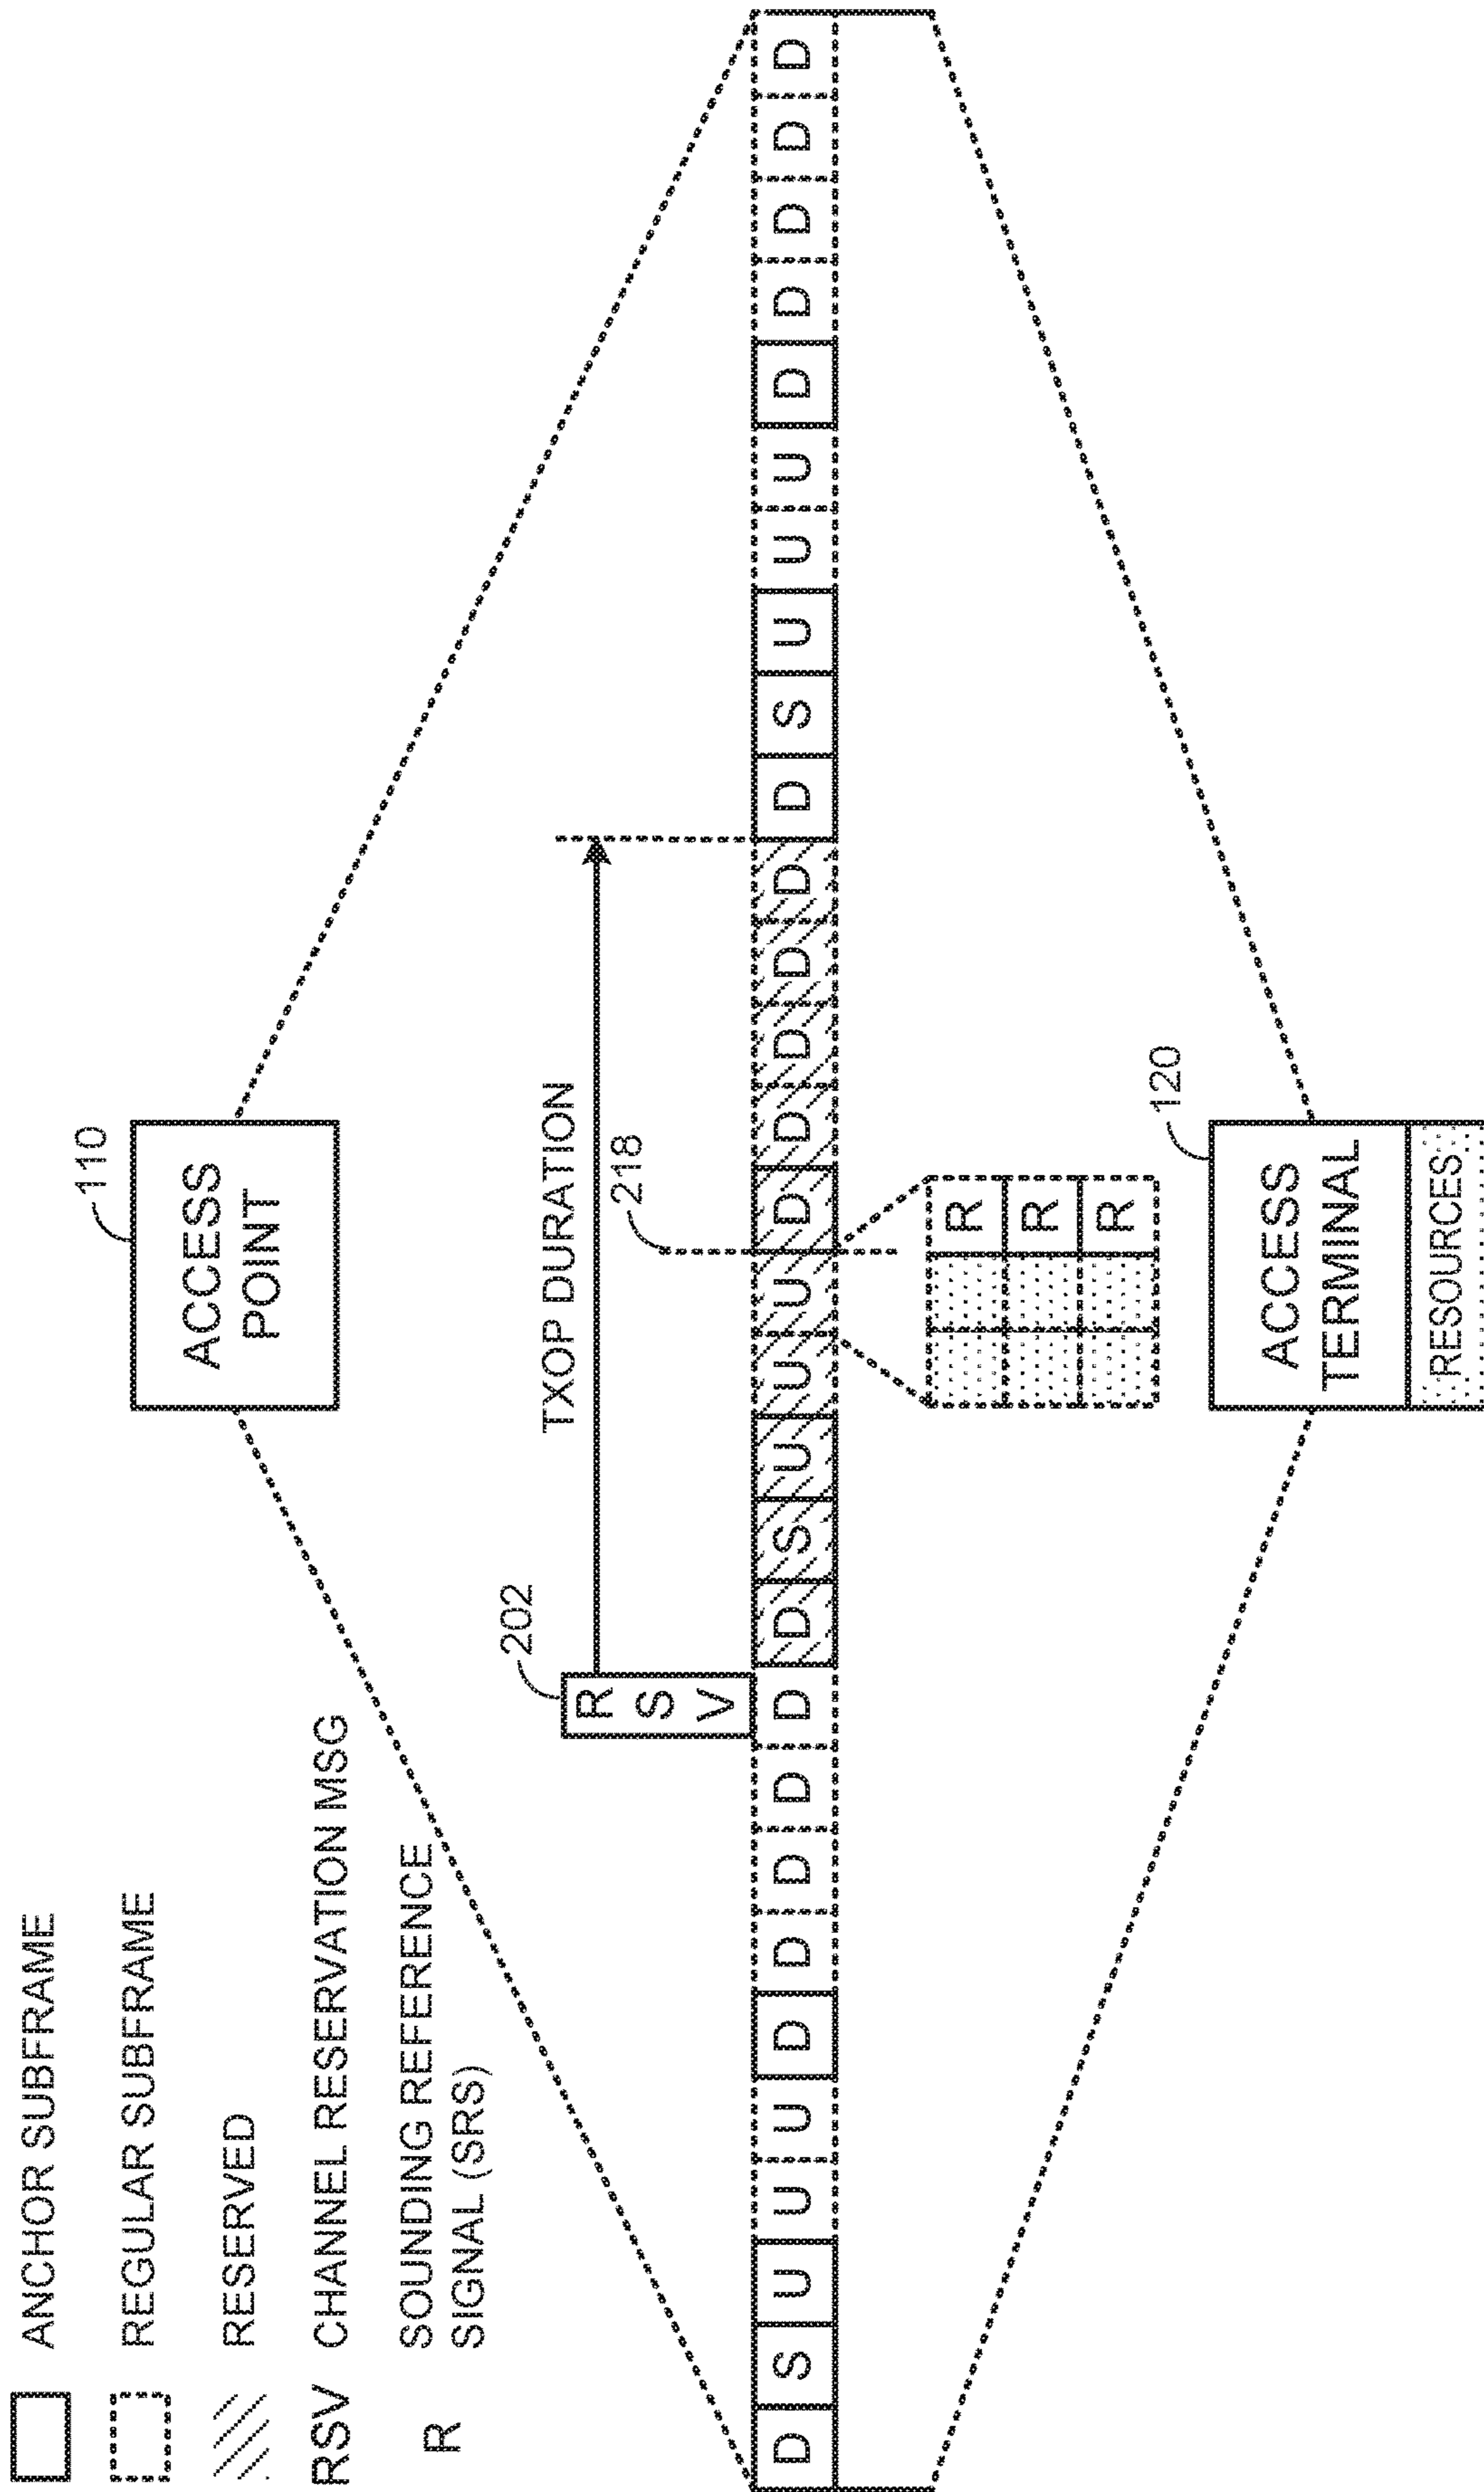 ANCHOR SUBFRAME
REGULAR SUBFRAME
RESERVED
RSV CHANNEL RESERVATION MSG
R SOUNDING REFERENCE
SIGNAL (SRS)
110
ACCESS
POINT
202
R
S
V
TXOP DURATION
218
D S U U U D D D D D D S U U U D D D D D D S U U U D D D D D
R
R
R
120
ACCESS
TERMINAL
RESOURCES